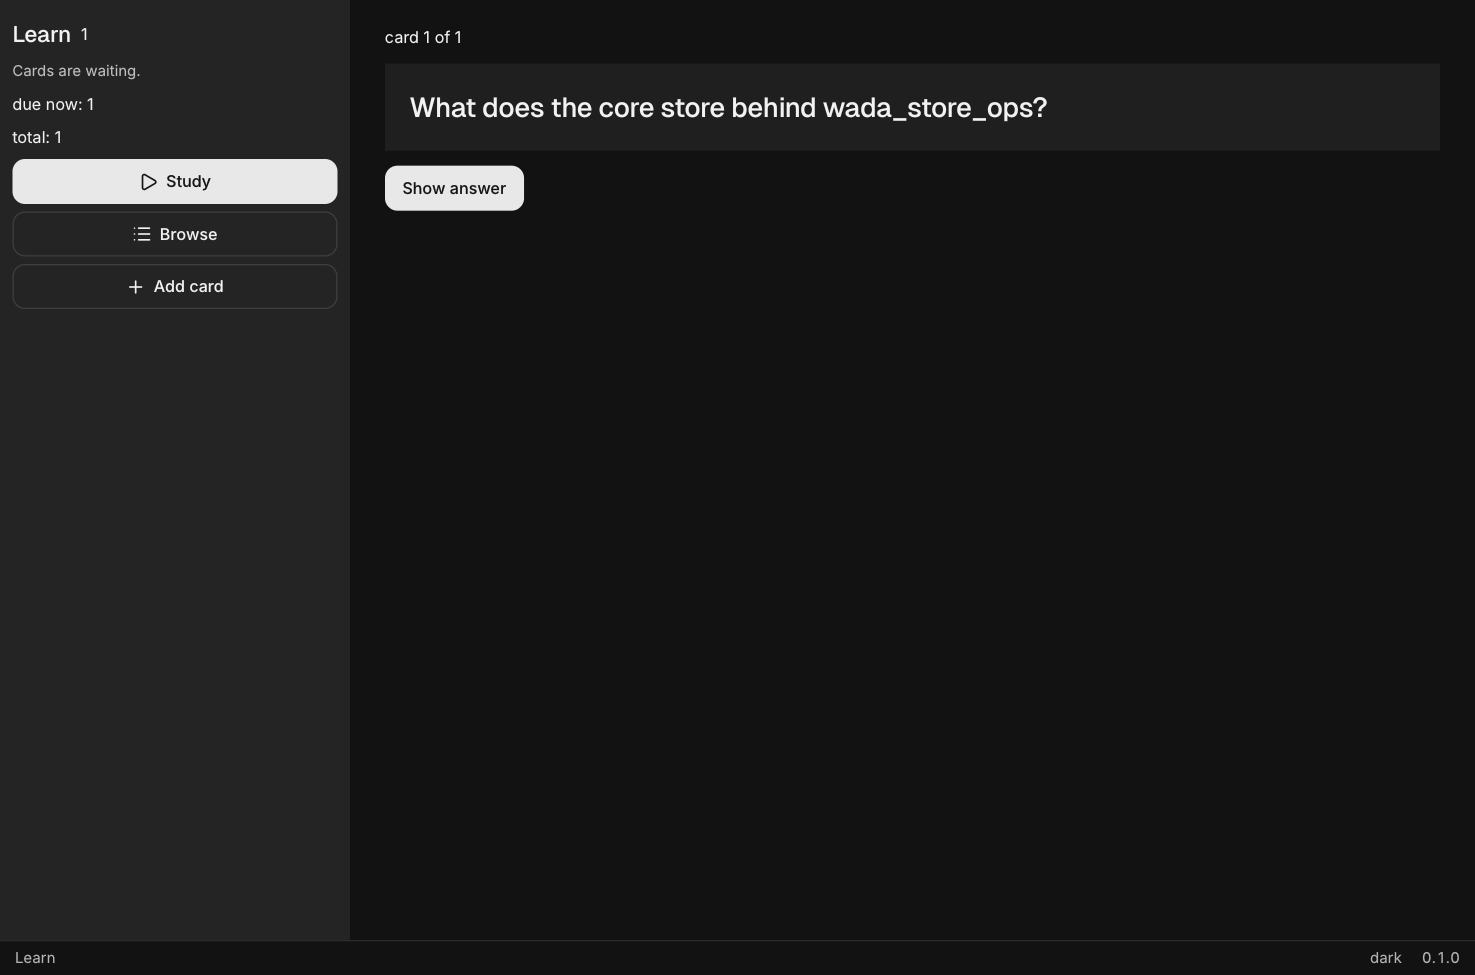 Learn 1
Cards are waiting.
due now: 1
total: 1
Study
Browse
Add card
card 1 of 1
What does the core store behind wada_store_ops?
Show answer
Learn
dark 0.1.0